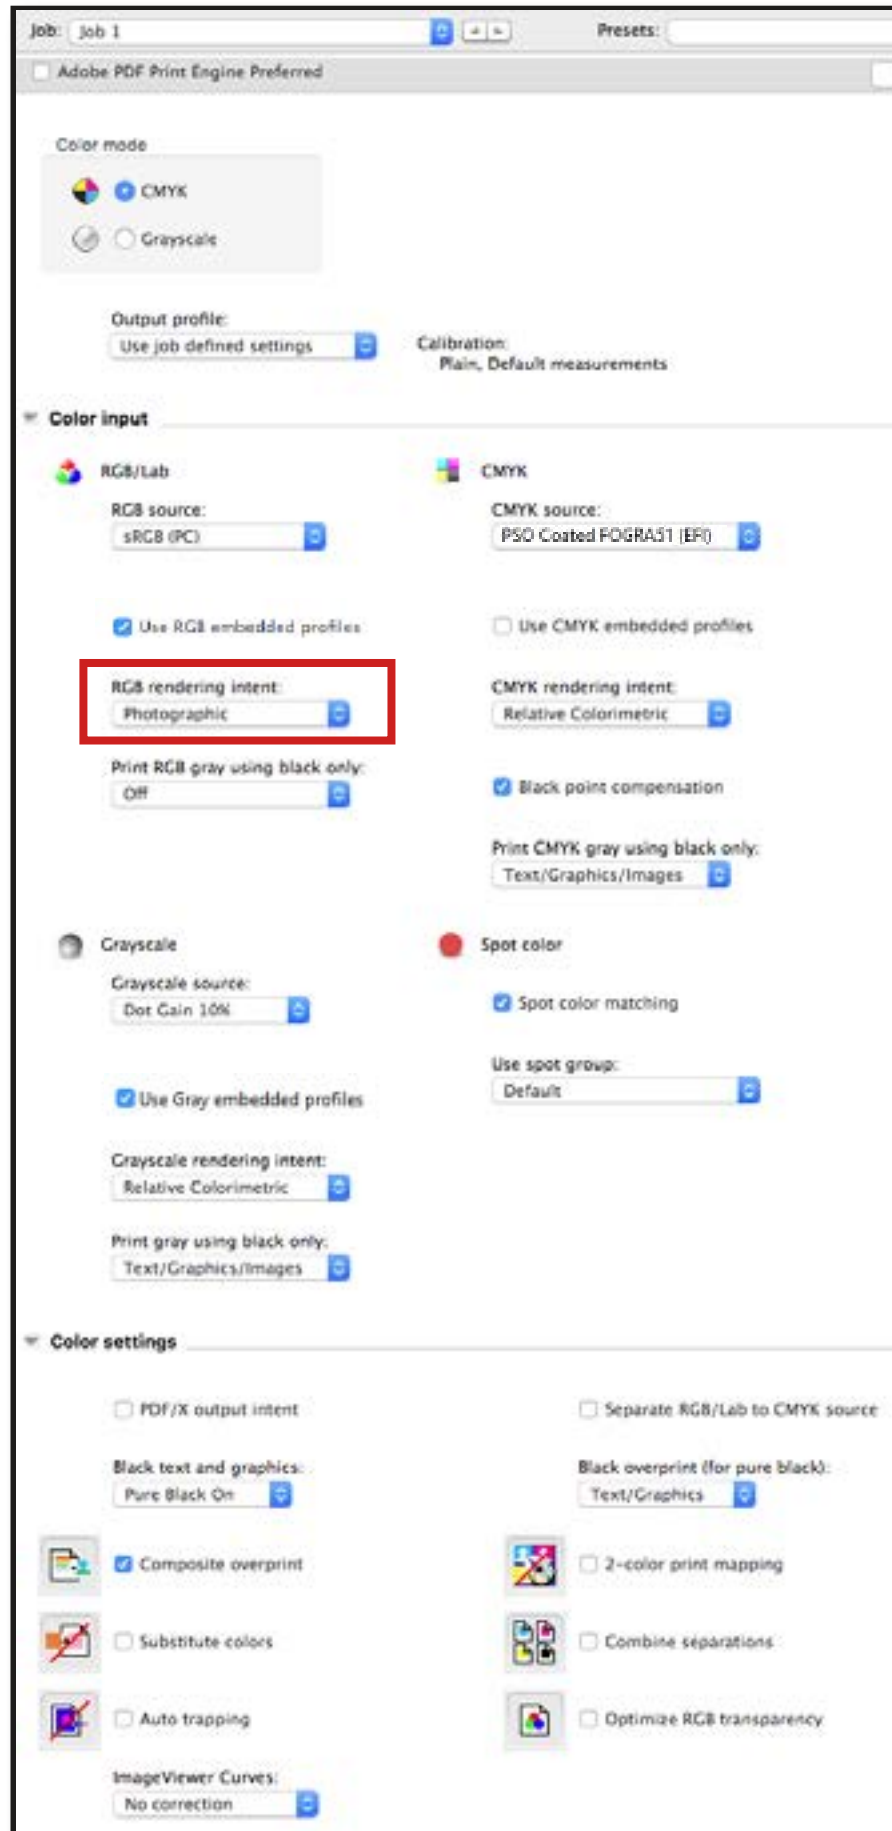 Job: Job 1 Presets:
Adobe PDF Print Engine Preferred
Color mode
CMYK
Grayscale
Output profile:
Use job defined settings
Calibration:
Plain, Default measurements
Color input
RGB/Lab
CMYK
RGB source:
CMYK source:
sRGB (PC)
PSO Coated FOGRA51 (EFI)
Use RGB embedded profiles
Use CMYK embedded profiles
RGB rendering intent:
CMYK rendering intent:
Photographic
Relative Colorimetric
Print RGB gray using black only:
Off
Black point compensation
Print CMYK gray using black only:
Text/Graphics/Images
Grayscale
Spot color
Grayscale source:
Dot Gain 10%
Spot color matching
Use spot group:
Default
Use Gray embedded profiles
Grayscale rendering intent:
Relative Colorimetric
Print gray using black only:
Text/Graphics/Images
Color settings
PDF/X output intent
Separate RGB/Lab to CMYK source
Black text and graphics:
Black overprint (for pure black):
Pure Black On
Text/Graphics
Composite overprint
2-color print mapping
Substitute colors
Combine separations
Auto trapping
Optimize RGB transparency
ImageViewer Curves:
No correction